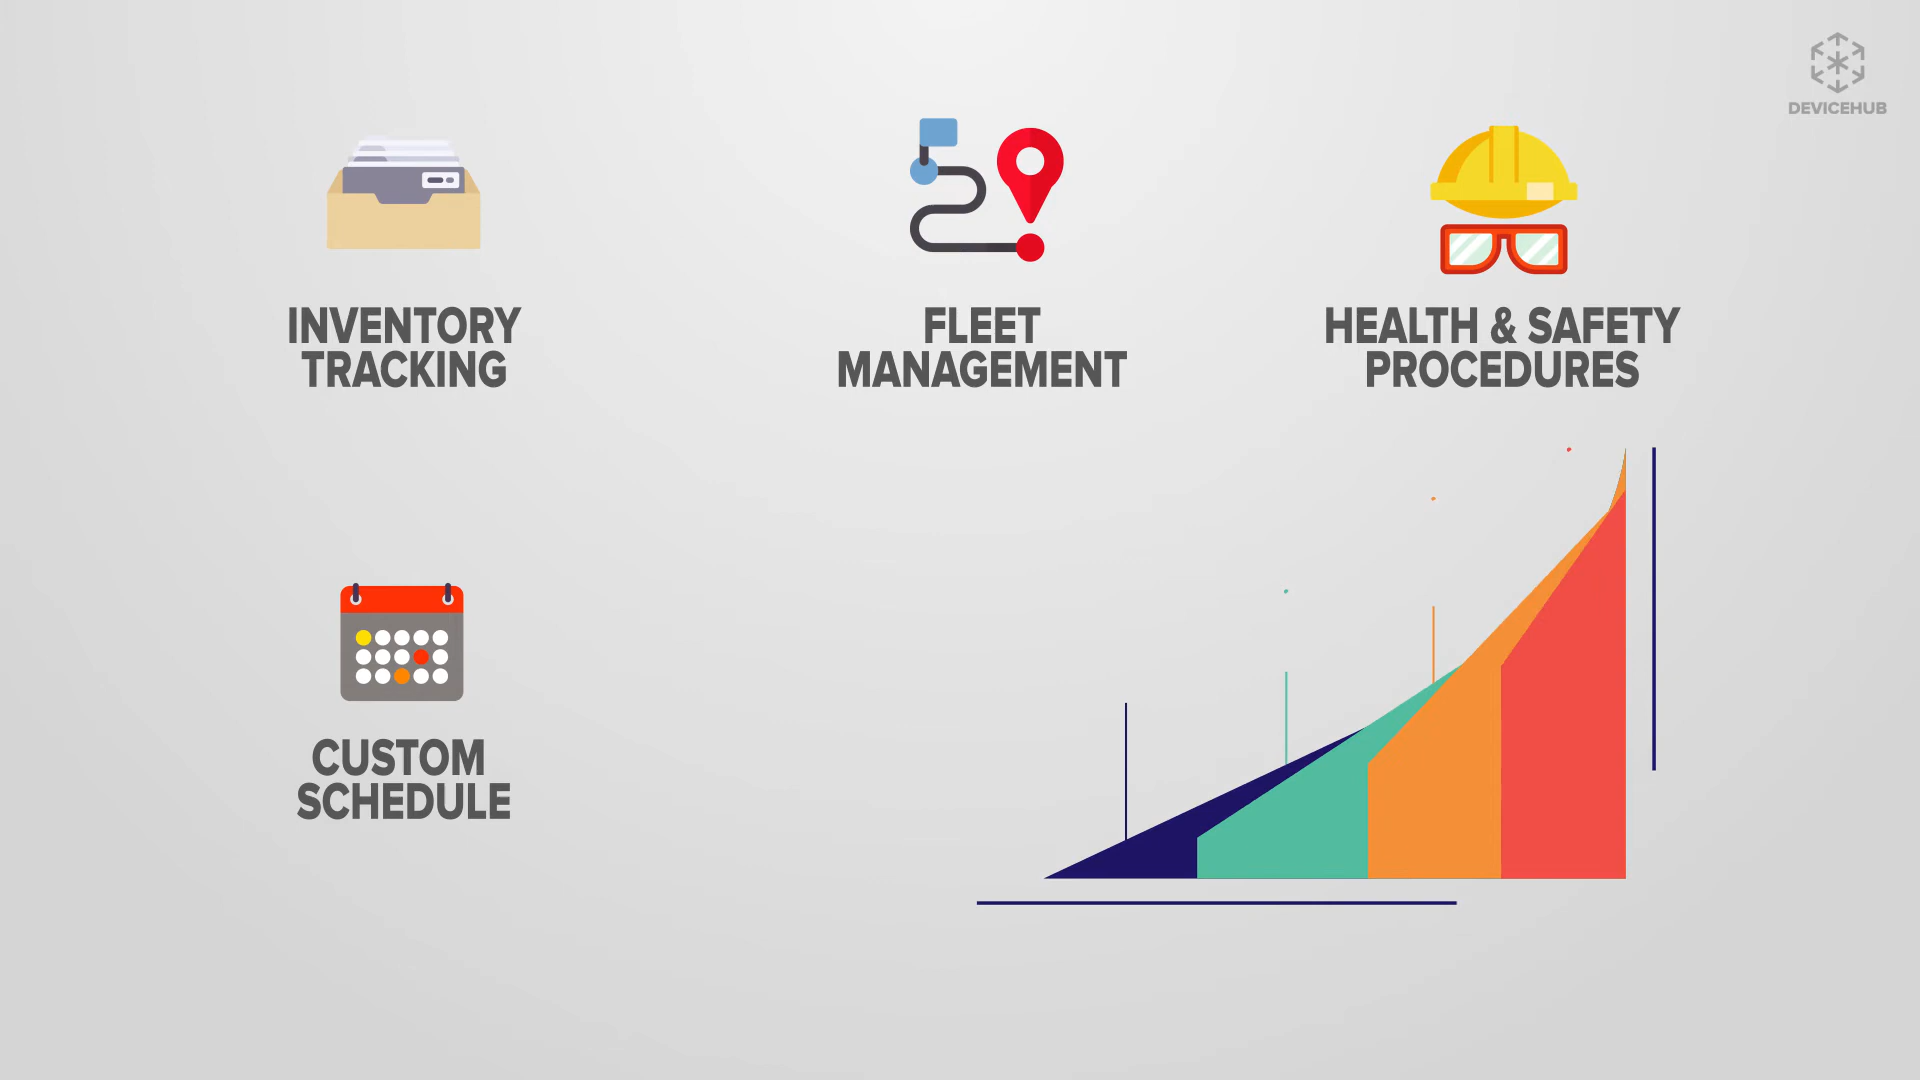 DEVICEHUB
INVENTORY
TRACKING
FLEET
MANAGEMENT
HEALTH & SAFETY
PROCEDURES
CUSTOM
SCHEDULE